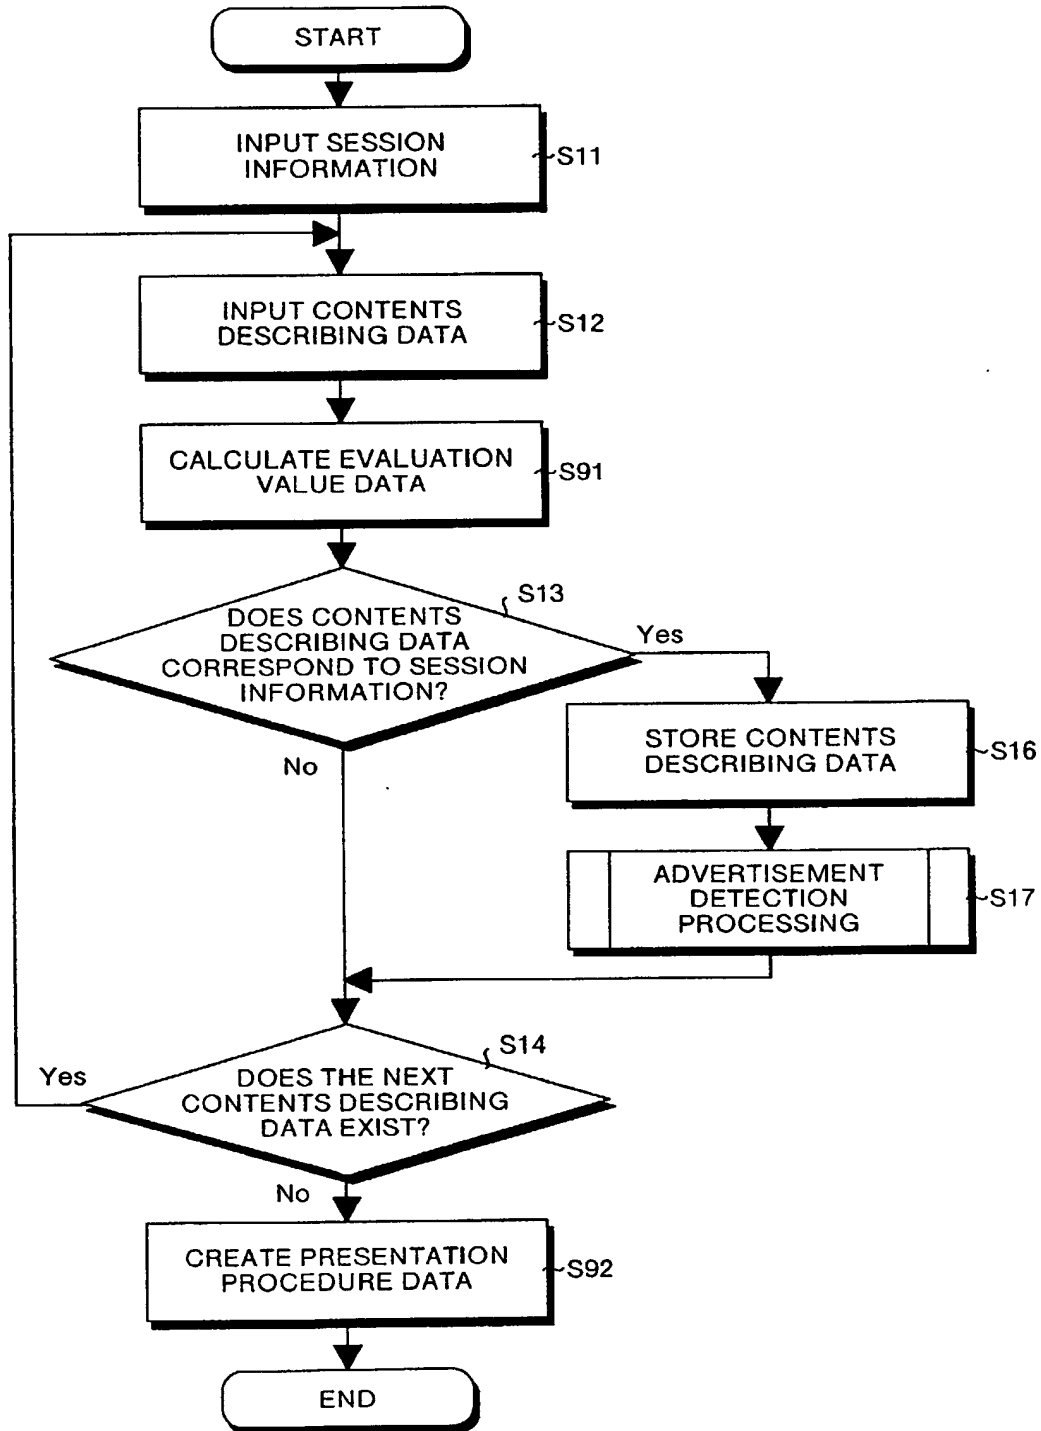 START
INPUT SESSION
INFORMATION
S11
INPUT CONTENTS
DESCRIBING DATA
S12
CALCULATE EVALUATION
VALUE DATA
S91
S13
DOES CONTENTS
DESCRIBING DATA
CORRESPOND TO SESSION
INFORMATION?
Yes
No
STORE CONTENTS
DESCRIBING DATA
S16
ADVERTISEMENT
DETECTION
PROCESSING
S17
S14
Yes
DOES THE NEXT
CONTENTS DESCRIBING
DATA EXIST?
No
CREATE PRESENTATION
PROCEDURE DATA
S92
END